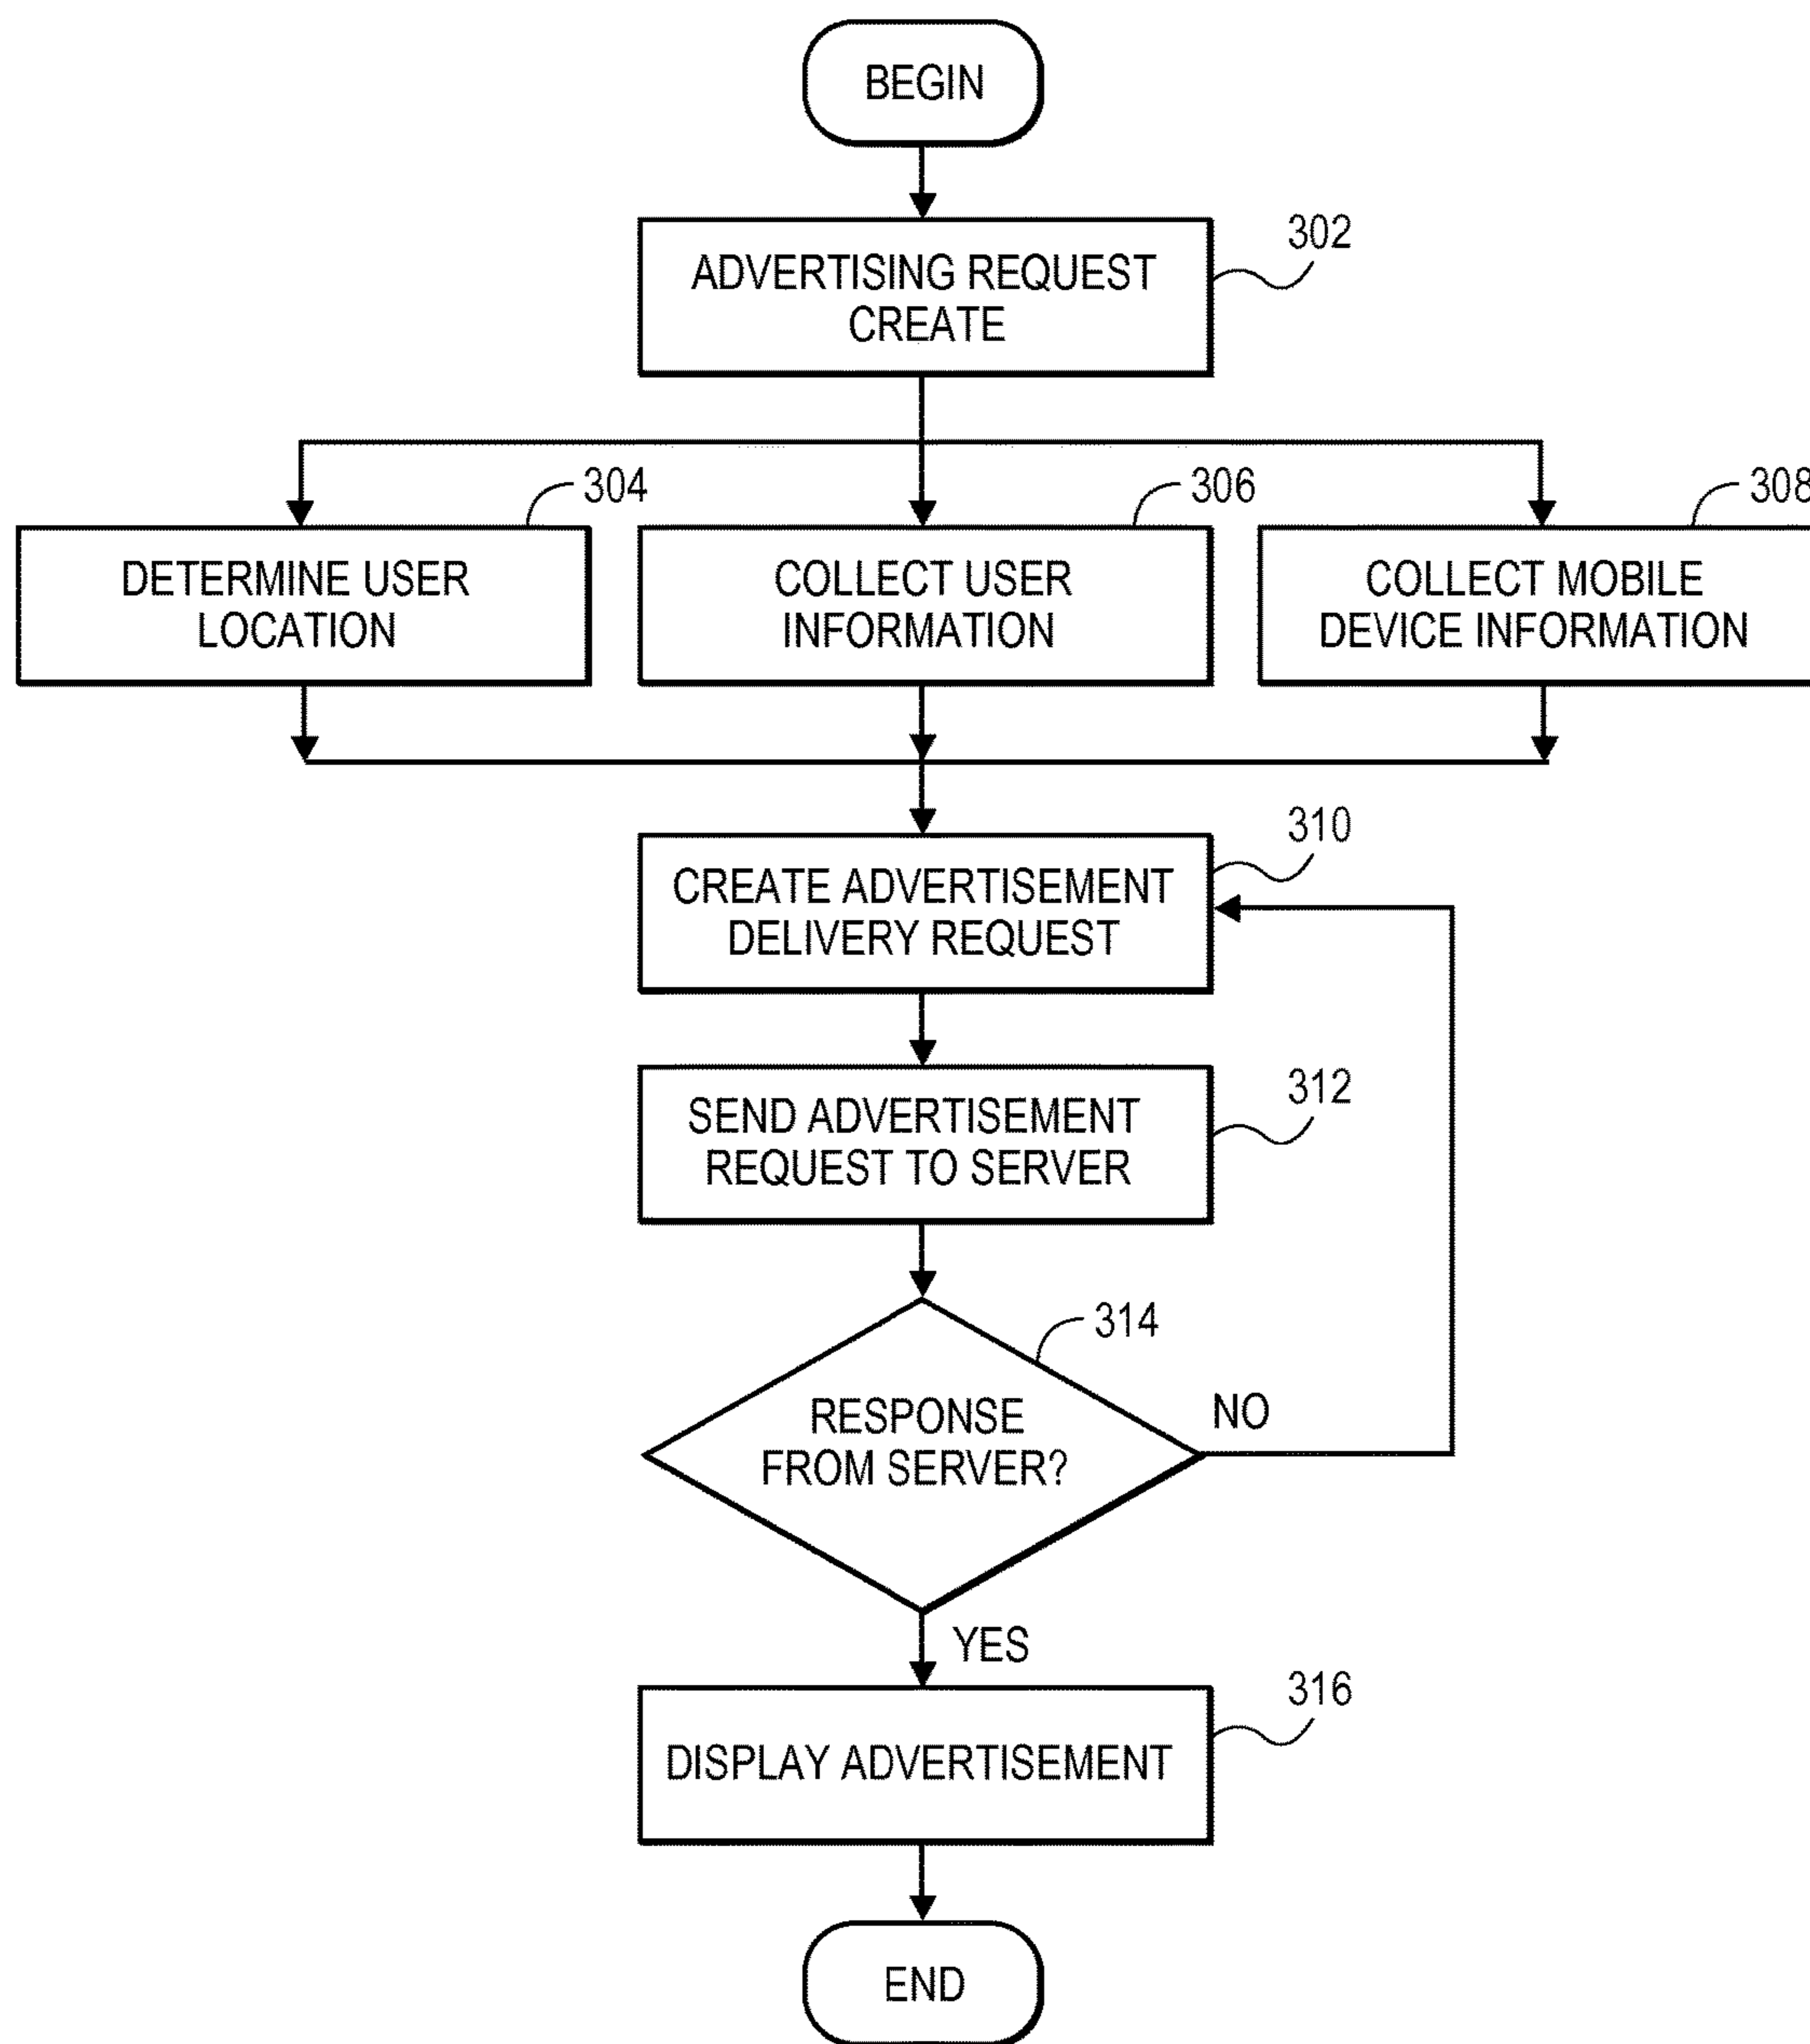 BEGIN
302
ADVERTISING REQUEST
CREATE
304
306
308
DETERMINE USER
LOCATION
COLLECT USER
INFORMATION
COLLECT MOBILE
DEVICE INFORMATION
310
CREATE ADVERTISEMENT
DELIVERY REQUEST
312
SEND ADVERTISEMENT
REQUEST TO SERVER
314
RESPONSE
FROM SERVER?
NO
YES
316
DISPLAY ADVERTISEMENT
END